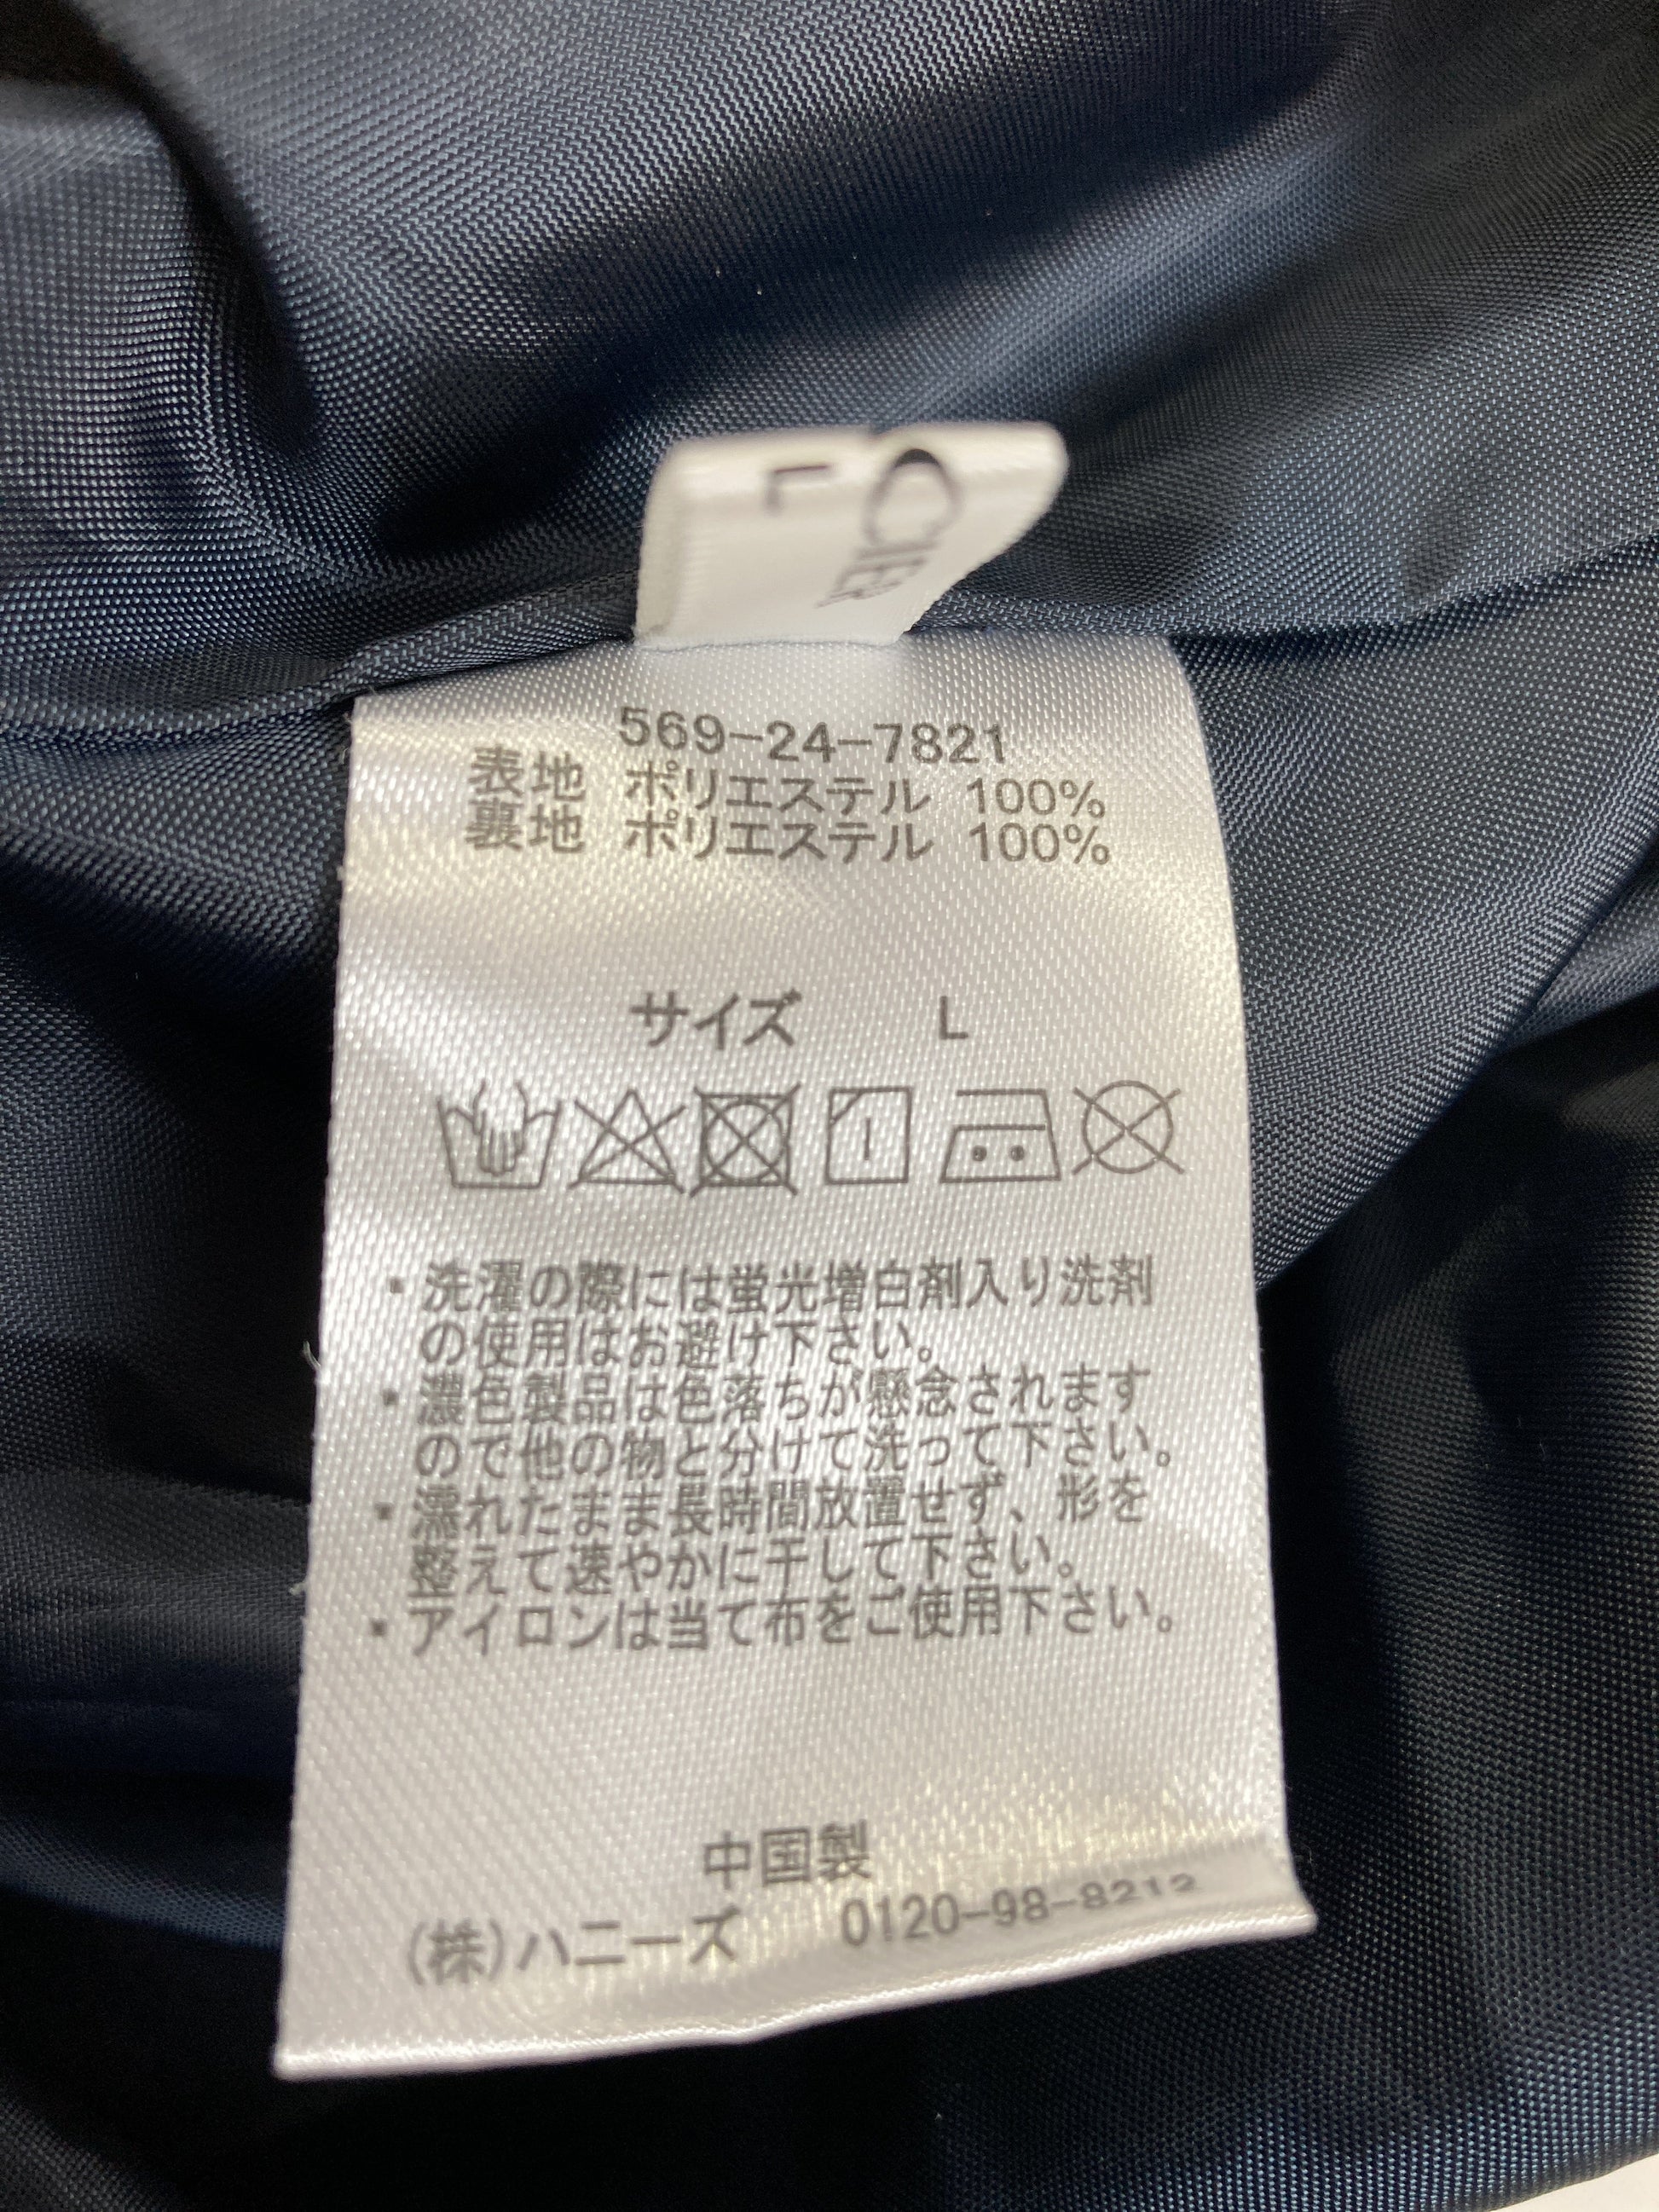 L
569-24-7821
表地 ポリエステル 100%
裏地 ポリエステル 100%
サイズ L
・洗濯の際には蛍光増白剤入り洗剤
の使用はお避け下さい。
・濃色製品は色落ちが懸念されます
ので他の物と分けて洗って下さい。
・濡れたまま長時間放置せず、形を
整えて速やかに干して下さい。
・アイロンは当て布をご使用下さい。
中国製
(株)ハニーズ 0120-98-8212